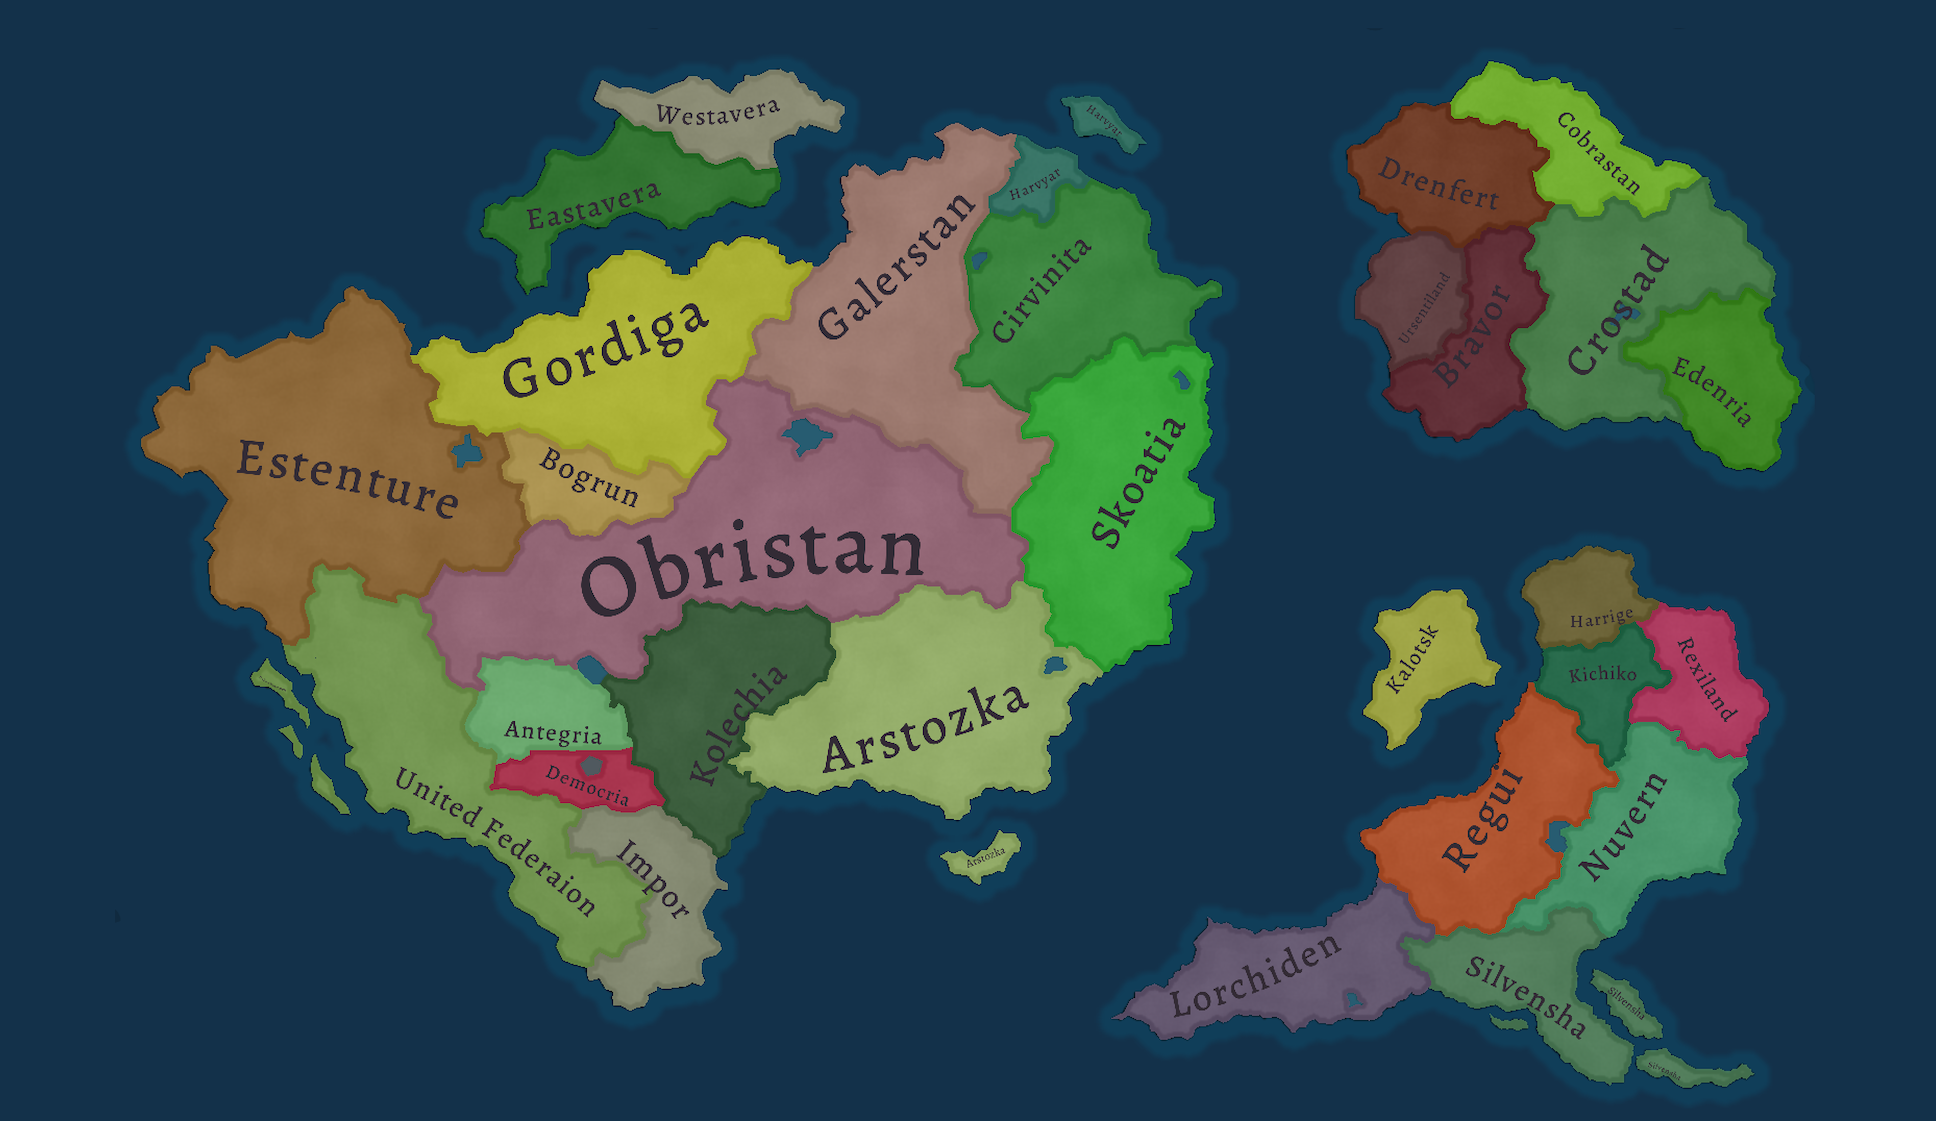 Westavera
Eastavera
Harvyar
Harvyar
Galerstan
Cirvinita
Gordiga
Estenture
Bogrun
Skoatia
Obristan
Kolechia
Arstozka
Antegria
Democria
United Federaion
Impor
Arstozka
Cobrastan
Drenfert
Ursentiland
Bravor
Crostad
Edenria
Harrige
Kalotsk
Kichiko
Rexiland
Regui
Nuvern
Lorchiden
Silvensha
Silvensha
Silvensha